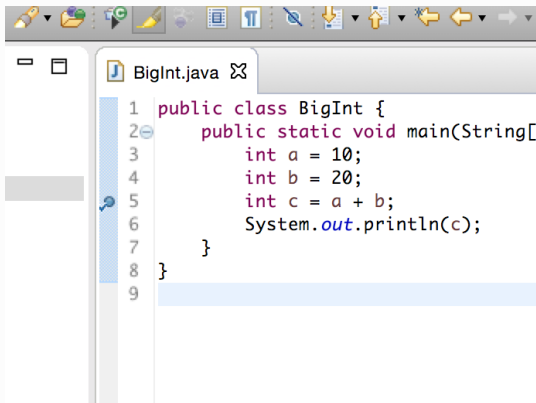 BigInt.java
1 public class BigInt {
2 public static void main(String[
3 int a = 10;
4 int b = 20;
5 int c = a + b;
6 System.out.println(c);
7 }
8 }
9